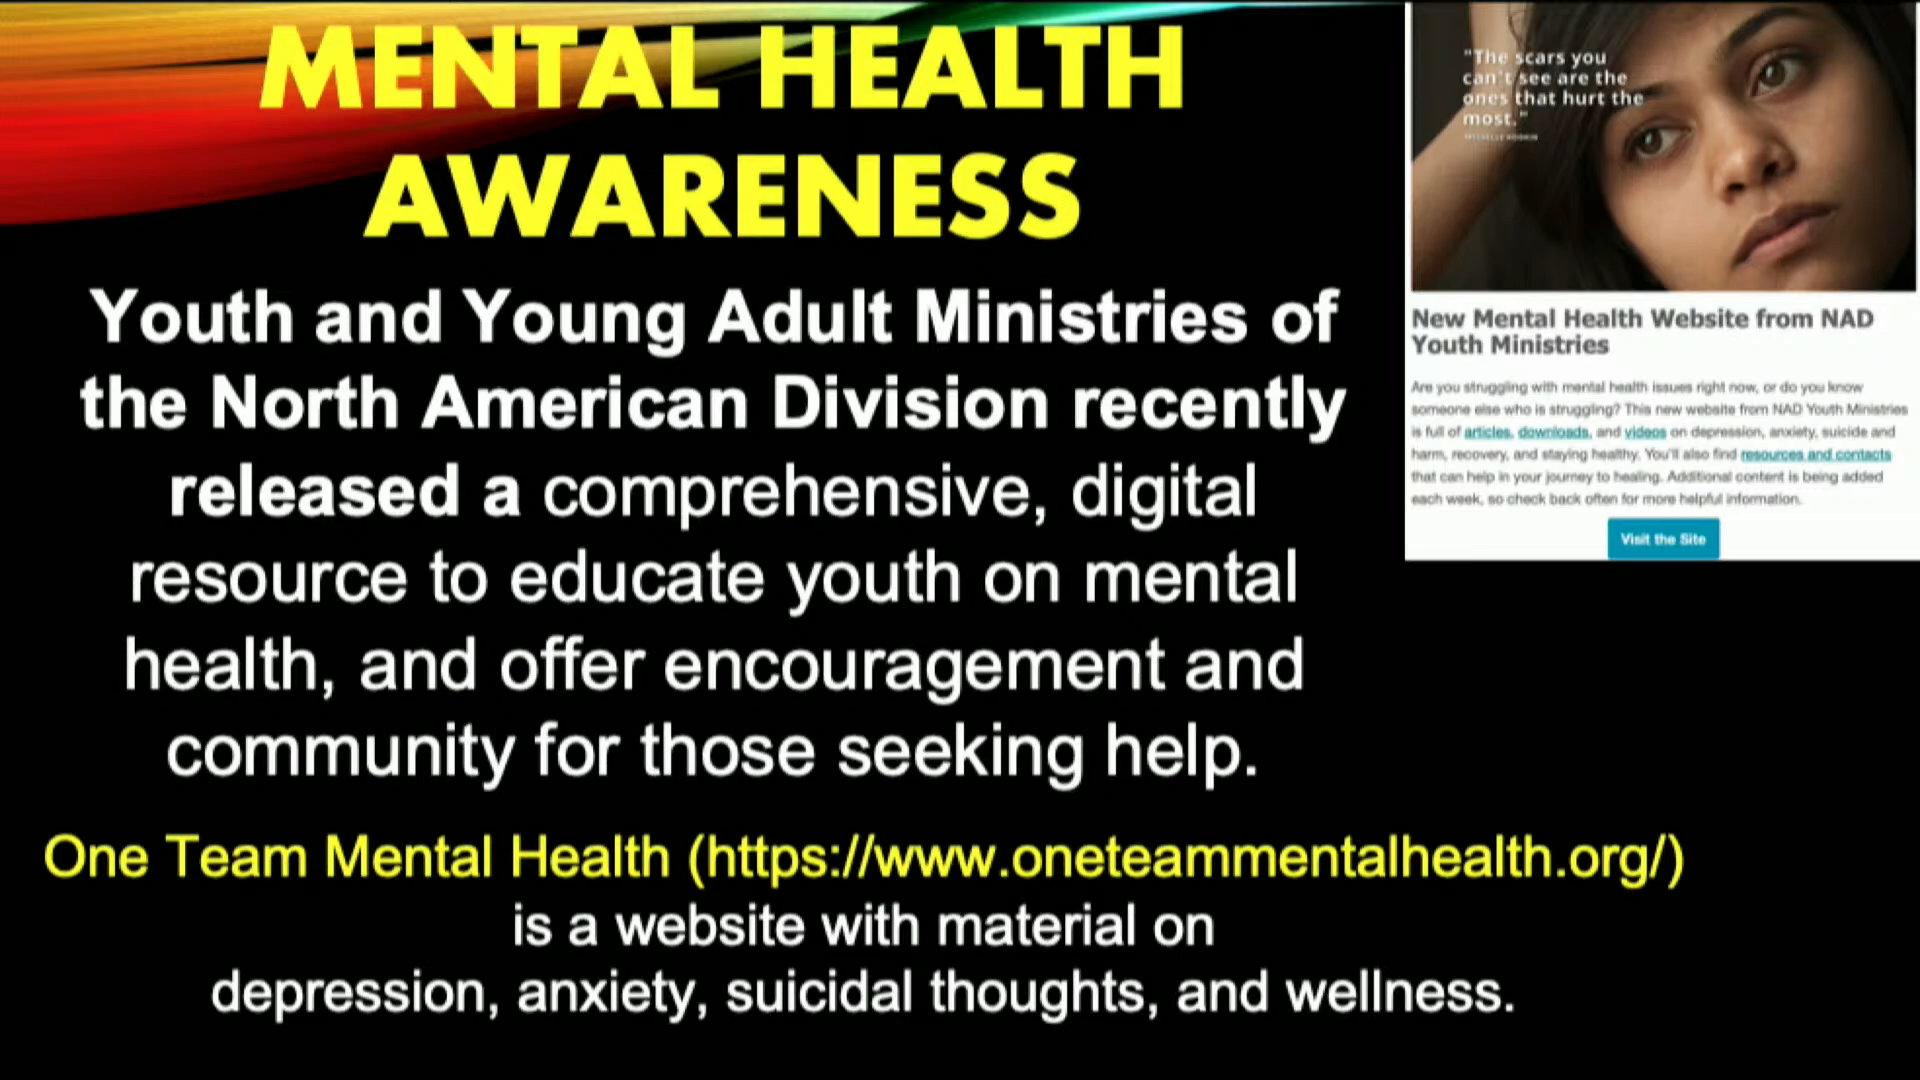 MENTAL HEALTH
AWARENESS
Youth and Young Adult Ministries of
the North American Division recently
released a comprehensive, digital
resource to educate youth on mental
health, and offer encouragement and
community for those seeking help.
One Team Mental Health (https://www.oneteammentalhealth.org/)
is a website with material on
depression, anxiety, suicidal thoughts, and wellness.
"The scars you
can't see are the
ones that hurt the
most."
New Mental Health Website from NAD
Youth Ministries
Are you struggling with mental health issues right now, or do you know
someone else who is struggling? This new website from NAD Youth Ministries
is full of articles, downloads, and videos on depression, anxiety, suicide and
harm, recovery, and staying healthy. You'll also find resources and contacts
that can help in your journey to healing. Additional content is being added
each week, so check back often for more helpful information.
Visit the Site